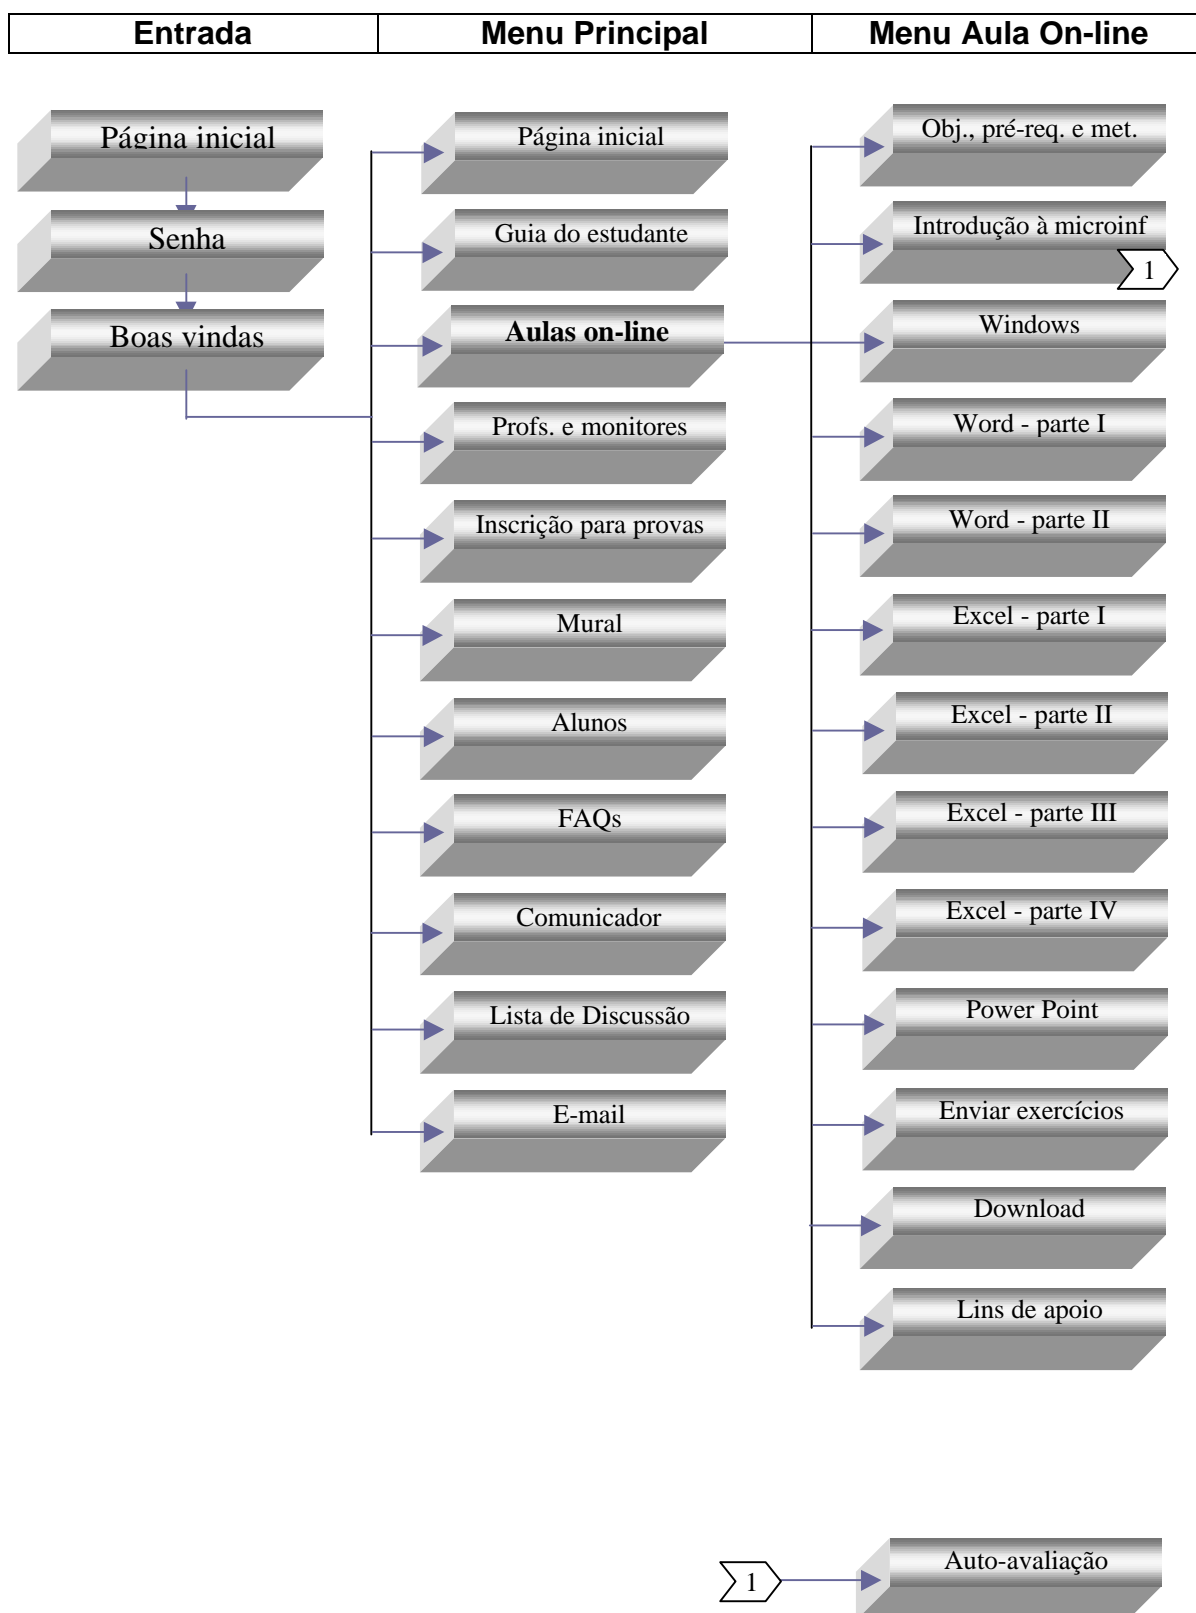 Entrada
Menu Principal
Menu Aula On-line
Página inicial
Senha
Boas vindas
Página inicial
Guia do estudante
Aulas on-line
Profs. e monitores
Inscrição para provas
Mural
Alunos
FAQs
Comunicador
Lista de Discussão
E-mail
Obj., pré-req. e met.
Introdução à microinf
1
Windows
Word - parte I
Word - parte II
Excel - parte I
Excel - parte II
Excel - parte III
Excel - parte IV
Power Point
Enviar exercícios
Download
Lins de apoio
1
Auto-avaliação